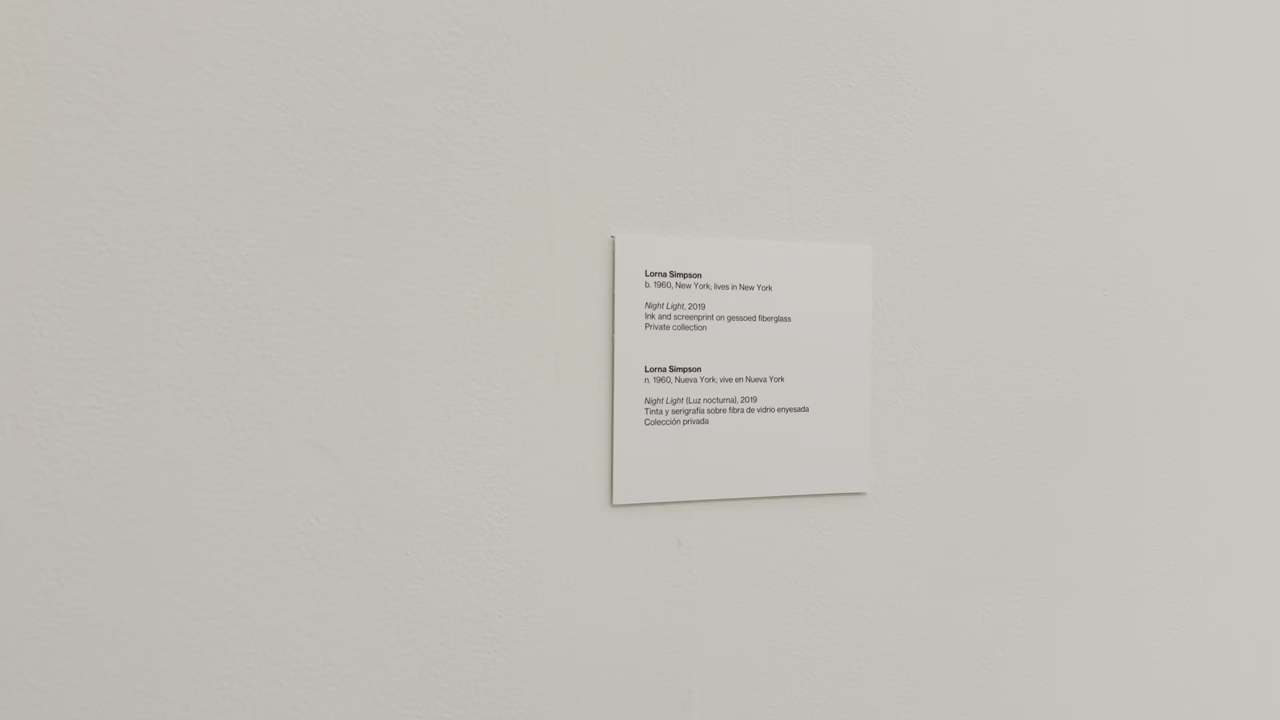 Lorna Simpson
b. 1960, New York; lives in New York
Night Light, 2019
Ink and screenprint on gessoed fiberglass
Private collection
Lorna Simpson
n. 1960, Nueva York; vive en Nueva York
Night Light (Luz nocturna), 2019
Tinta y serigrafía sobre fibra de vidrio enyesada
Colección privada